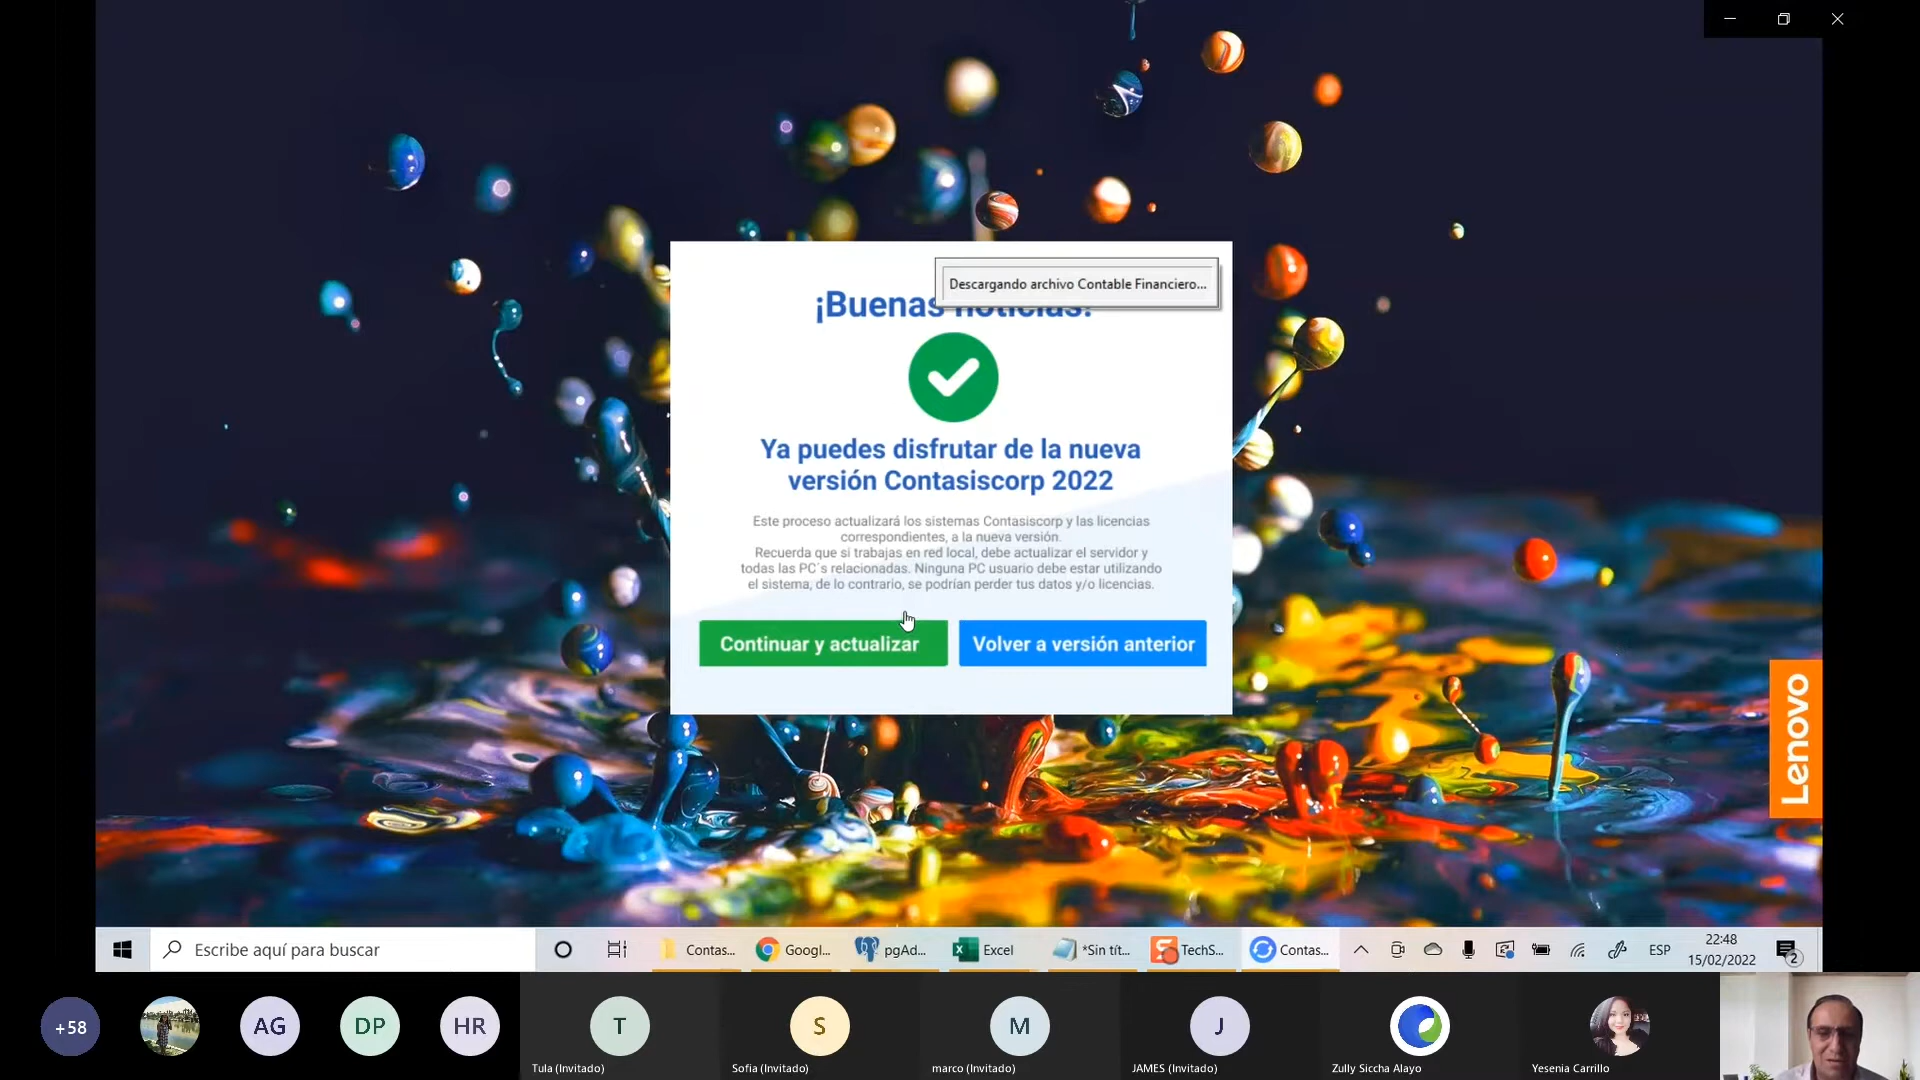 Descargando archivo Contable Financiero...
¡Buenas noticias!
Ya puedes disfrutar de la nueva
versión Contasiscorp 2022
Este proceso actualizará los sistemas Contasiscorp y las licencias
correspondientes, a la nueva versión.
Recuerda que si trabajas en red local, debe actualizar el servidor y
todas las PC´s relacionadas. Ninguna PC usuario debe estar utilizando
el sistema, de lo contrario, se podrían perder tus datos y/o licencias.
Continuar y actualizar
Volver a versión anterior
Lenovo
Escribe aquí para buscar
Contas...
Googl...
pgAd...
Excel
*Sin tít...
TechS...
Contas...
ESP
22:48
15/02/2022
2
+58
AG
DP
HR
T
S
M
J
Tula (Invitado)
Sofia (Invitado)
marco (Invitado)
JAMES (Invitado)
Zully Siccha Alayo
Yesenia Carrillo